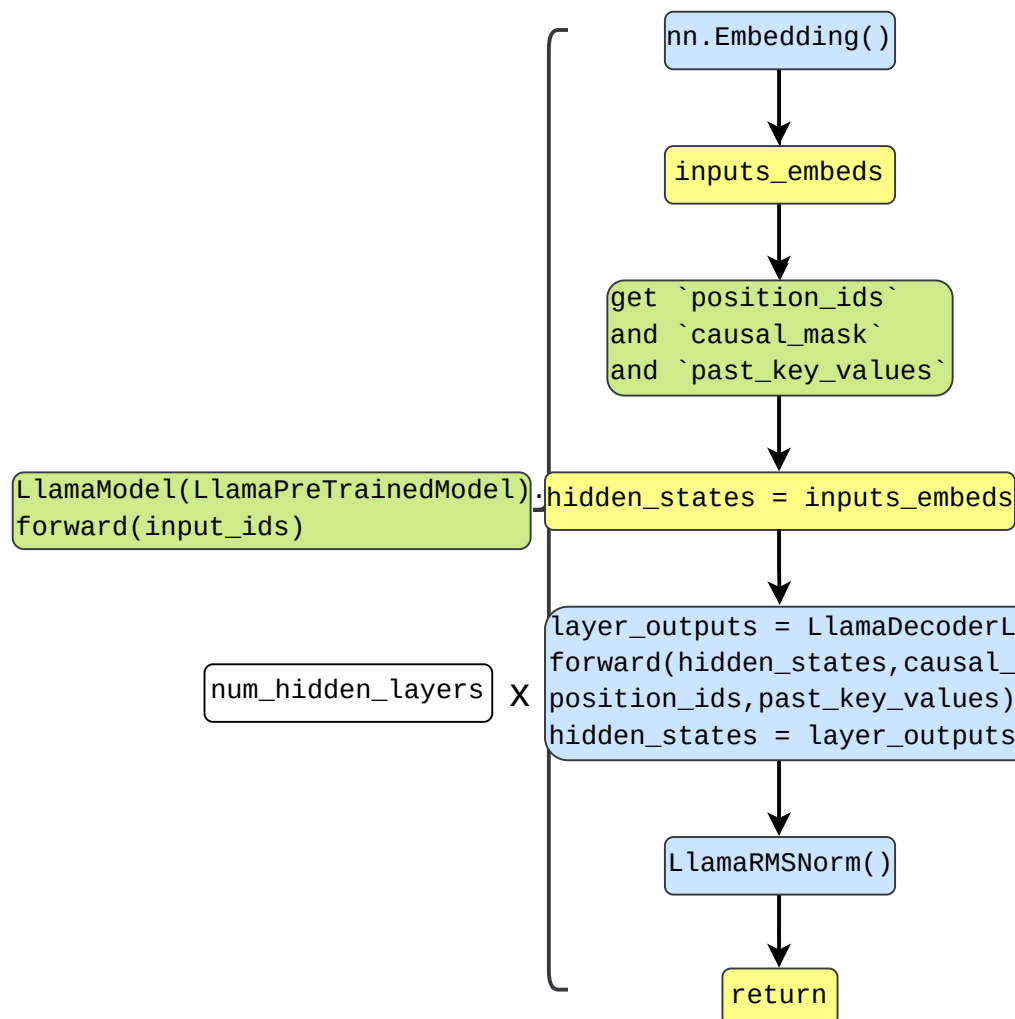 nn.Embedding()
inputs_embeds
get `position_ids`
and `causal_mask`
and `past_key_values`
LlamaModel(LlamaPreTrainedModel).
forward(input_ids)
hidden_states = inputs_embeds
num_hidden_layers x
layer_outputs = LlamaDecoderL
forward(hidden_states,causal_
position_ids,past_key_values)
hidden_states = layer_outputs
LlamaRMSNorm()
return